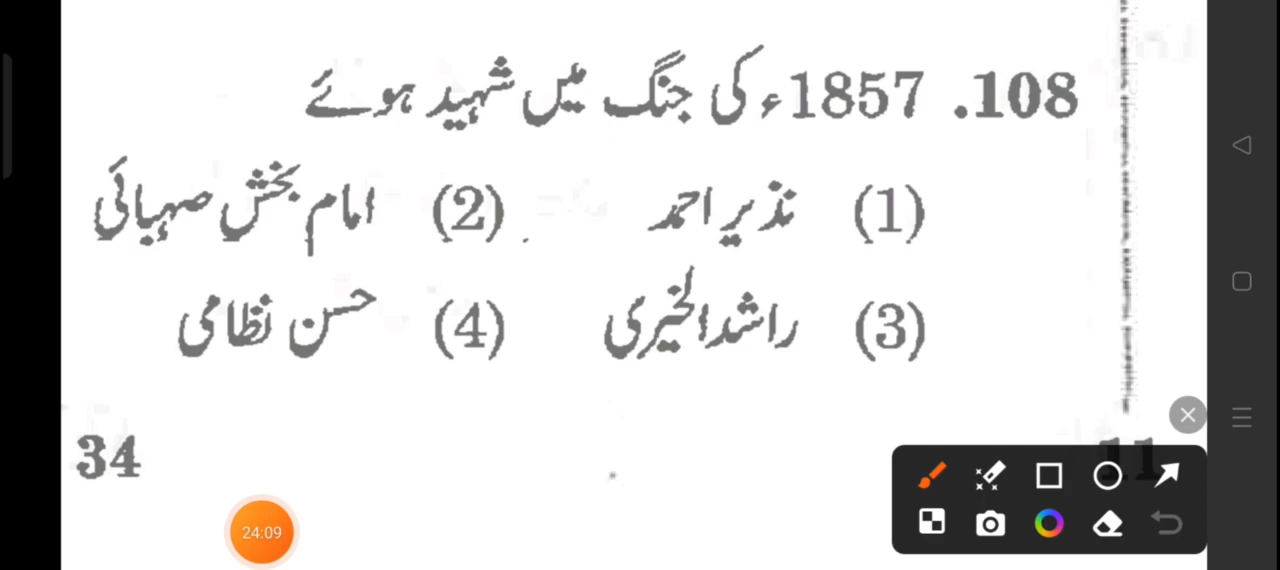 108. 1857ء کی جنگ میں شہید ہوئے
(1) نذیر احمد (2) امام بخش صہبائی
(3) راشد الخیری (4) حسن نظامی
34
11
24:09